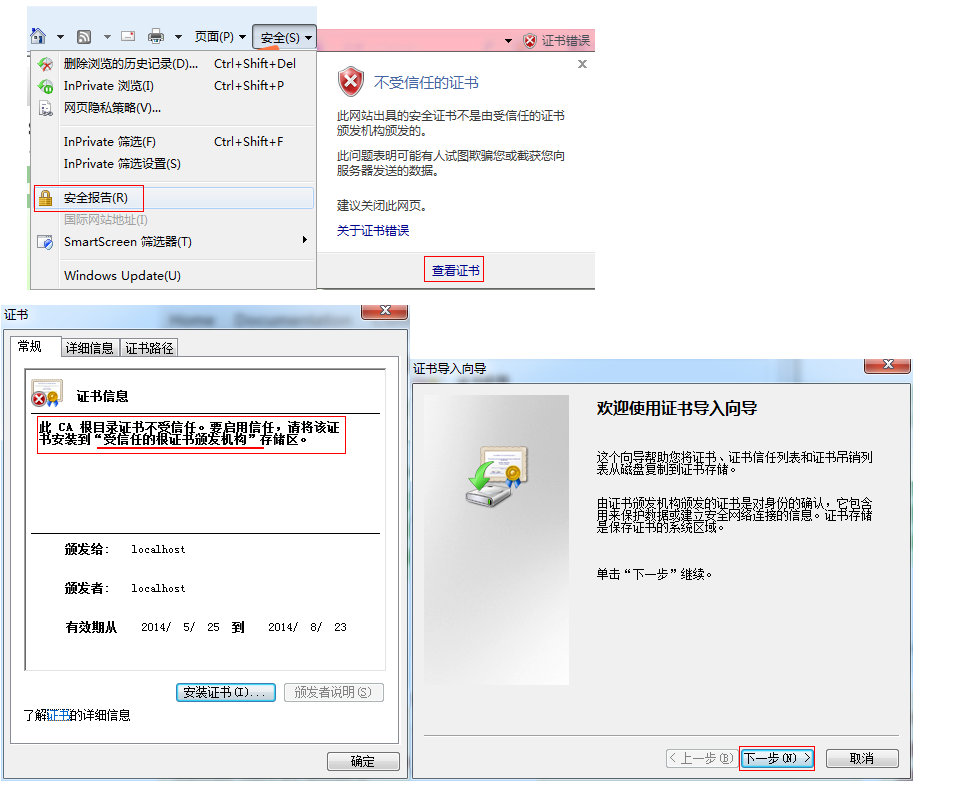 页面(P)
安全(S)
删除浏览的历史记录(D)... Ctrl+Shift+Del
InPrivate 浏览(I) Ctrl+Shift+P
网页隐私策略(V)...
InPrivate 筛选(F) Ctrl+Shift+F
InPrivate 筛选设置(S)
安全报告(R)
国际网站地址(I)
SmartScreen 筛选器(T)
Windows Update(U)
证书错误
不受信任的证书
此网站出具的安全证书不是由受信任的证书
颁发机构颁发的。
此问题表明可能有人试图欺骗您或截获您向
服务器发送的数据。
建议关闭此网页。
关于证书错误
查看证书
证书
Home Documentation
常规 详细信息 证书路径
证书信息
此 CA 根目录证书不受信任。要启用信任，请将该证
书安装到“受信任的根证书颁发机构”存储区。
颁发给： localhost
颁发者： localhost
有效期从 2014/ 5/ 25 到 2014/ 8/ 23
安装证书(I)... 颁发者说明(S)
了解证书的详细信息
确定
证书导入向导
欢迎使用证书导入向导
这个向导帮助您将证书、证书信任列表和证书吊销列
表从磁盘复制到证书存储。
由证书颁发机构颁发的证书是对身份的确认，它包含
用来保护数据或建立安全网络连接的信息。证书存储
是保存证书的系统区域。
单击“下一步”继续。
< 上一步(B) 下一步(N) > 取消